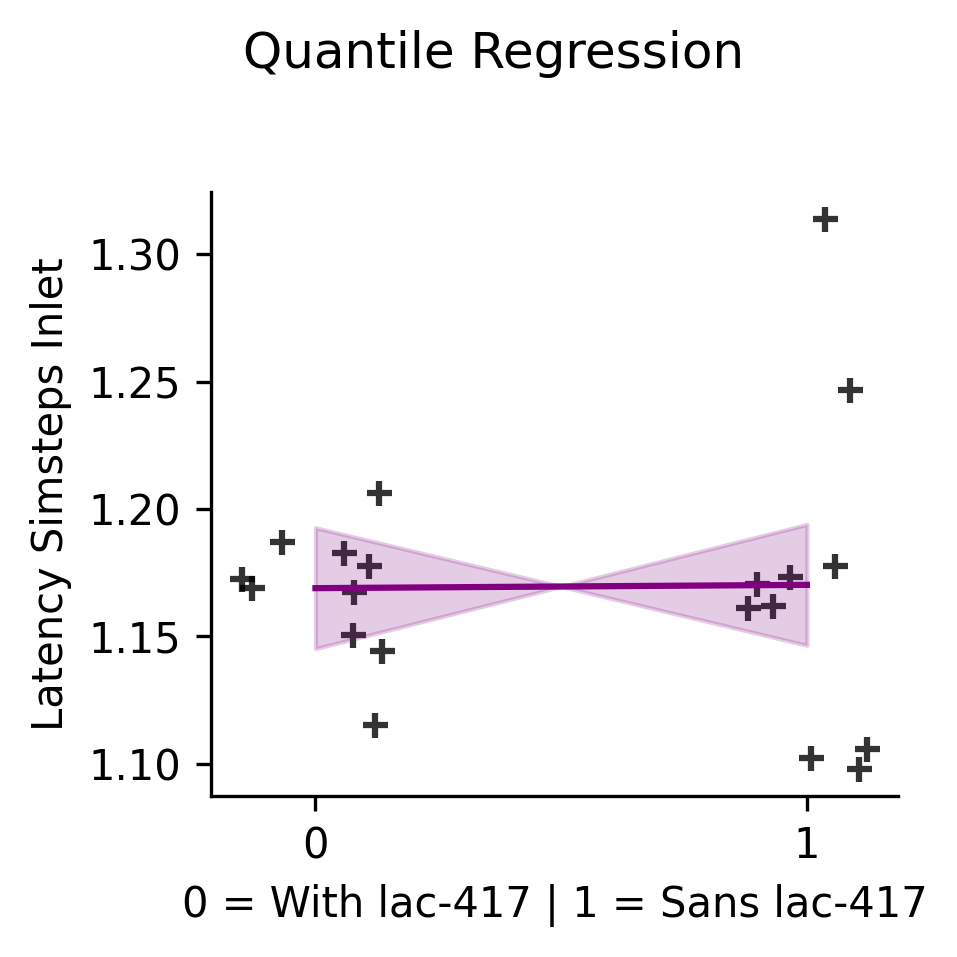 Quantile Regression
Latency Simsteps Inlet
1.30
1.25
1.20
1.15
1.10
0 1
0 = With lac-417 | 1 = Sans lac-417